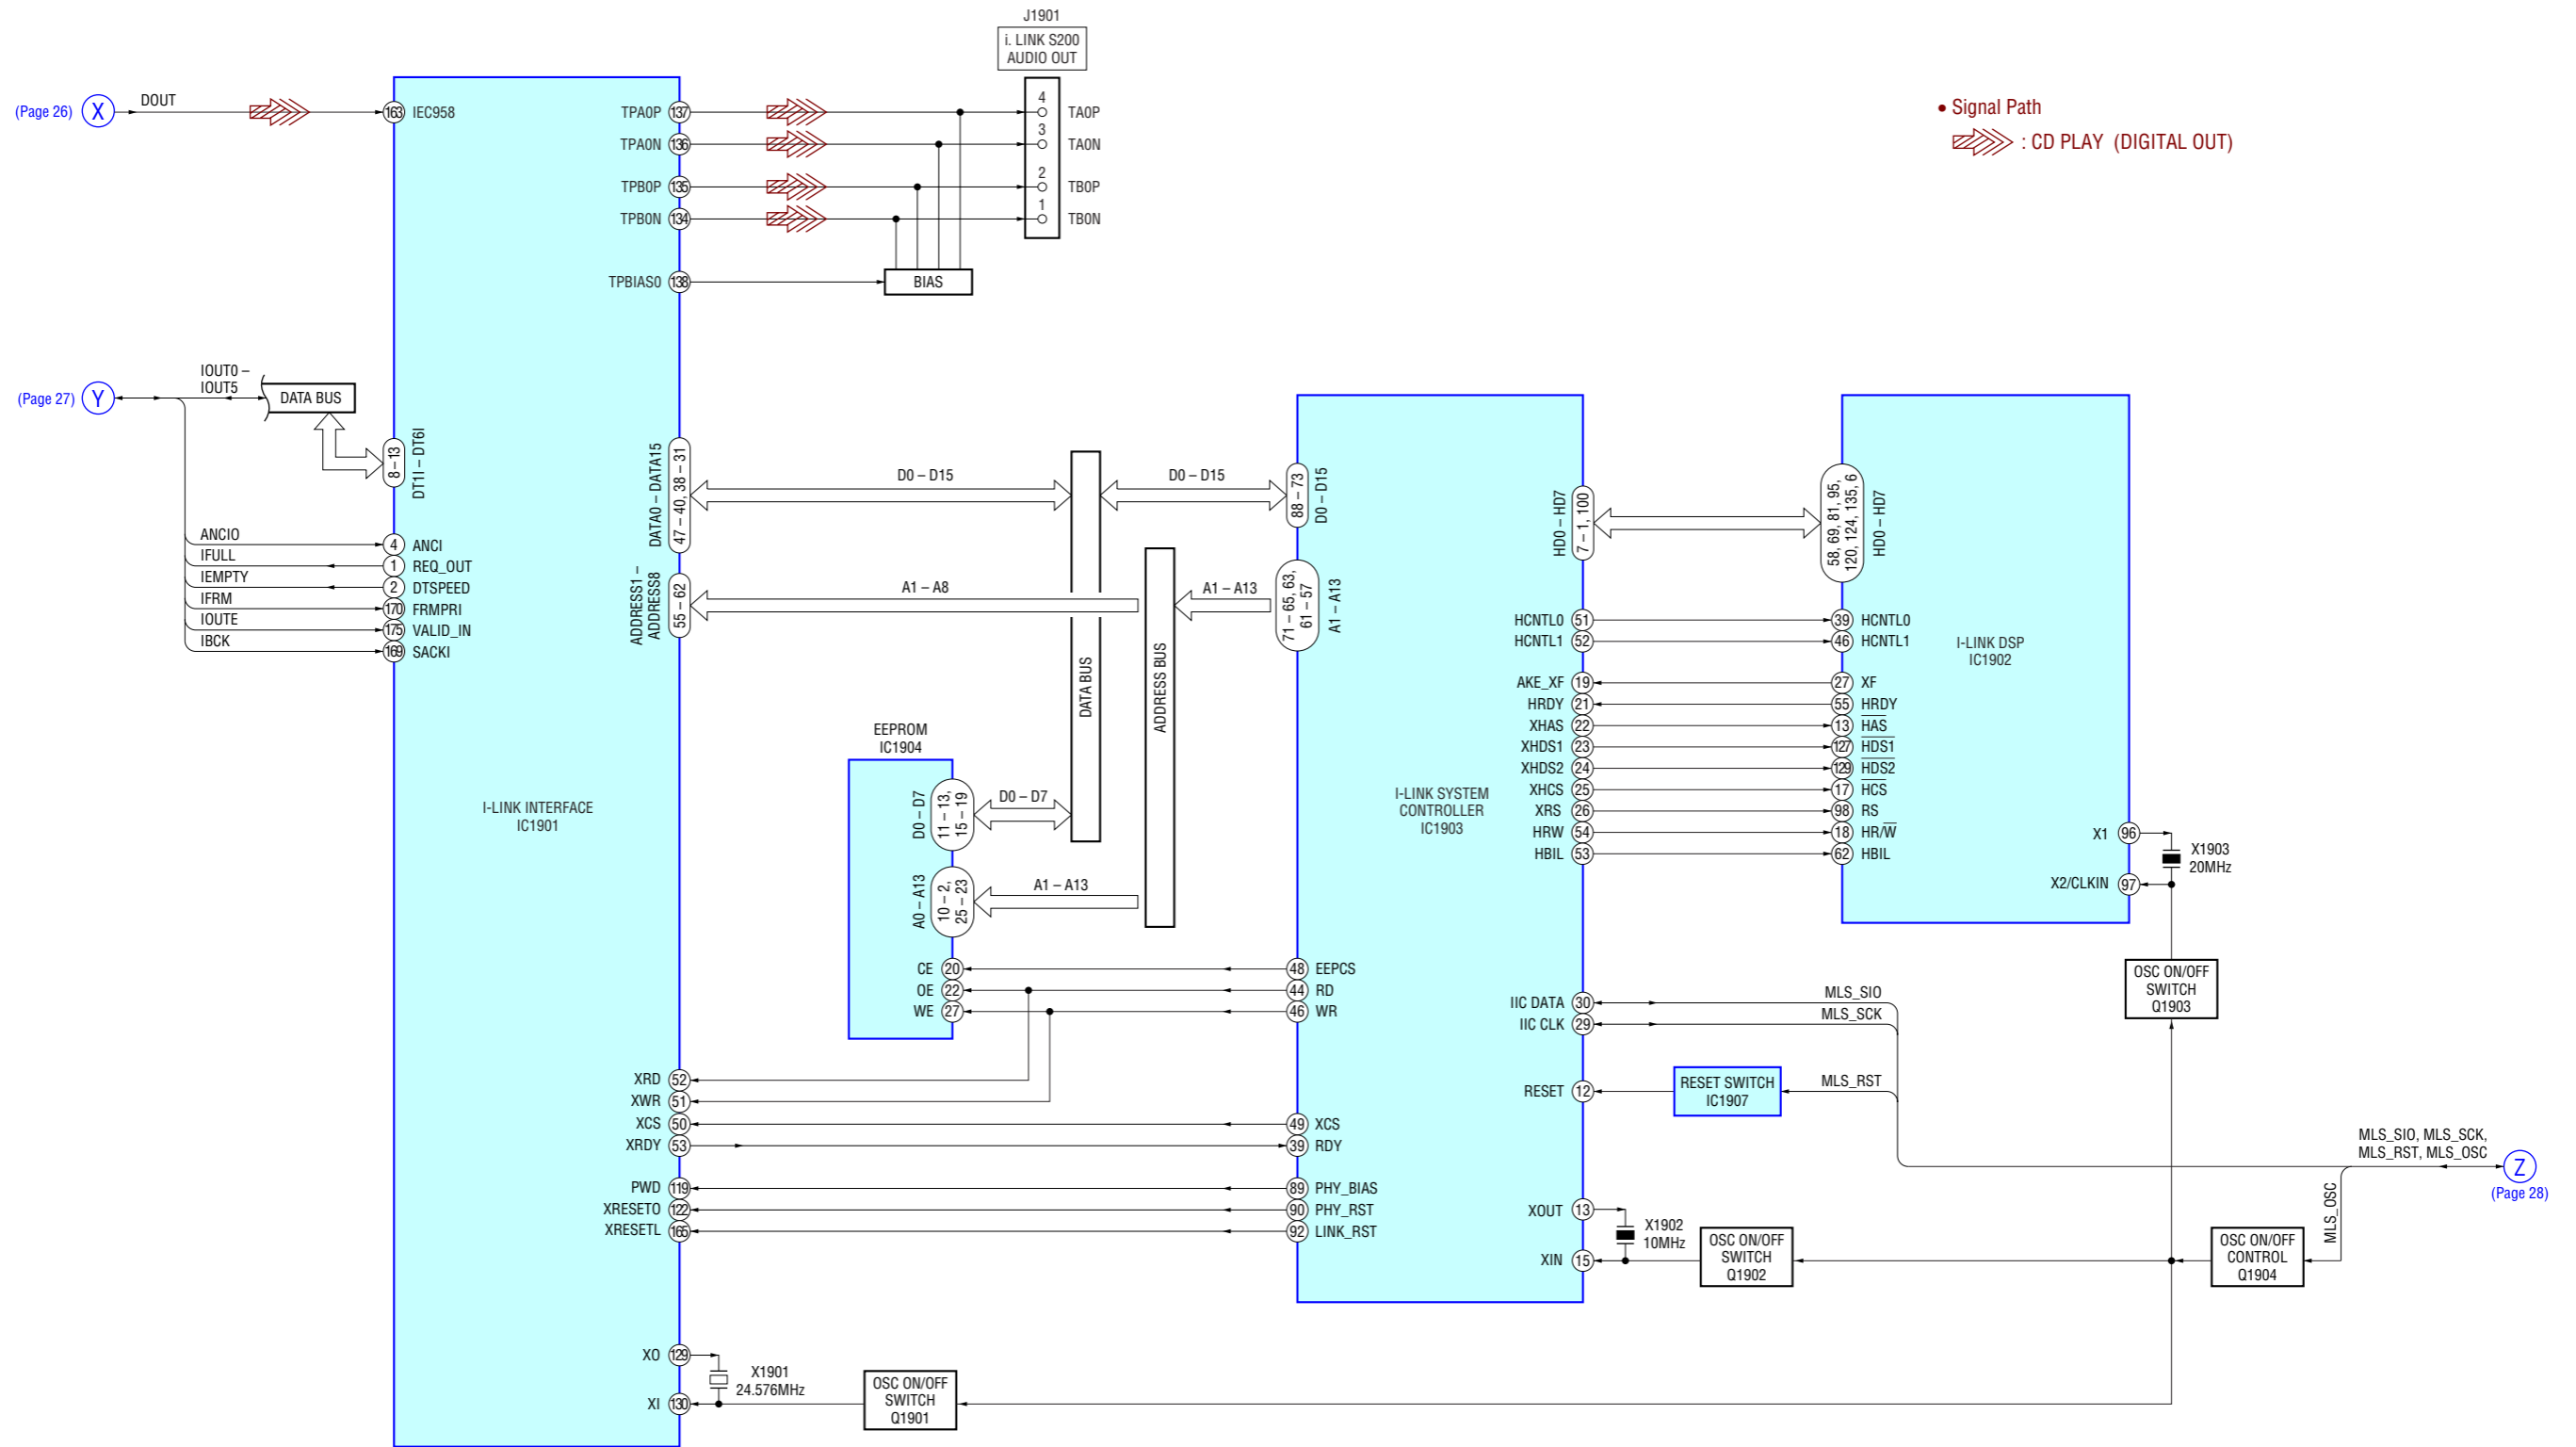 J1901
i. LINK S200
AUDIO OUT
(Page 26)
X
DOUT
163
IEC958
TPA0P
137
4
TA0P
TPA0N
136
3
TA0N
TPB0P
135
2
TB0P
TPB0N
134
1
TB0N
TPBIAS0
138
BIAS
• Signal Path
: CD PLAY (DIGITAL OUT)
(Page 27)
Y
IOUT0 –
IOUT5
DATA BUS
8 – 13
DT1I – DT6I
ANCIO
4
ANCI
IFULL
1
REQ_OUT
IEMPTY
2
DTSPEED
IFRM
170
FRMPRI
IOUTE
175
VALID_IN
IBCK
169
SACKI
DATA0 – DATA15
47 – 40, 38 – 31
D0 – D15
D0 – D15
88 – 73
D0 – D15
ADDRESS1 –
ADDRESS8
55 – 62
A1 – A8
A1 – A13
71 – 65, 63,
61 – 57
A1 – A13
DATA BUS
ADDRESS BUS
I-LINK INTERFACE
IC1901
EEPROM
IC1904
D0 – D7
11 – 13,
15 – 19
D0 – D7
A0 – A13
10 – 2,
25 – 23
A1 – A13
CE
20
48
EEPCS
OE
22
44
RD
WE
27
46
WR
XRD
52
XWR
51
XCS
50
49
XCS
XRDY
53
39
RDY
PWD
119
89
PHY_BIAS
XRESETO
122
90
PHY_RST
XRESETL
165
92
LINK_RST
XO
129
X1901
24.576MHz
XI
130
OSC ON/OFF
SWITCH
Q1901
I-LINK SYSTEM
CONTROLLER
IC1903
HD0 – HD7
7 – 1, 100
58, 69, 81, 95,
120, 124, 135, 6
HD0 – HD7
HCNTL0
51
39
HCNTL0
HCNTL1
52
46
HCNTL1
I-LINK DSP
IC1902
AKE_XF
19
27
XF
HRDY
21
55
HRDY
XHAS
22
13
HAS
XHDS1
23
127
HDS1
XHDS2
24
129
HDS2
XHCS
25
17
HCS
XRS
26
98
RS
HRW
54
18
HR/W
HBIL
53
62
HBIL
X1
96
X1903
20MHz
X2/CLKIN
97
OSC ON/OFF
SWITCH
Q1903
IIC DATA
30
MLS_SIO
IIC CLK
29
MLS_SCK
RESET
12
RESET SWITCH
IC1907
MLS_RST
MLS_SIO, MLS_SCK,
MLS_RST, MLS_OSC
Z
(Page 28)
MLS_OSC
XOUT
13
X1902
10MHz
XIN
15
OSC ON/OFF
SWITCH
Q1902
OSC ON/OFF
CONTROL
Q1904